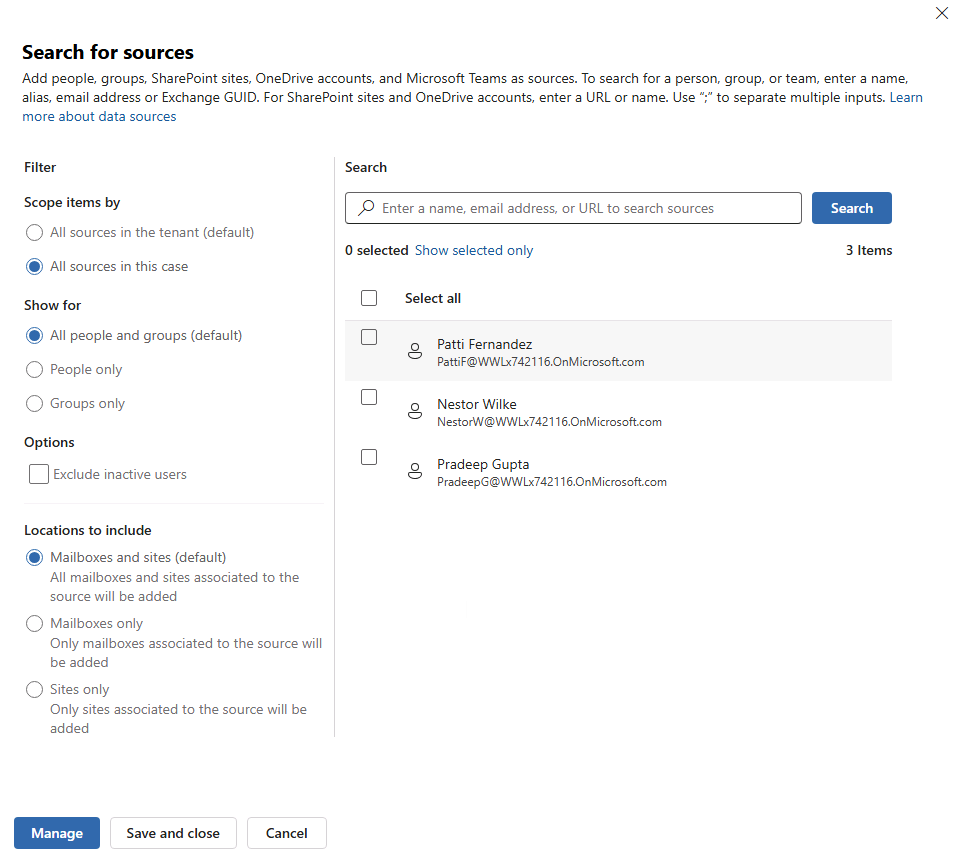 Search for sources
Add people, groups, SharePoint sites, OneDrive accounts, and Microsoft Teams as sources. To search for a person, group, or team, enter a name,
alias, email address or Exchange GUID. For SharePoint sites and OneDrive accounts, enter a URL or name. Use “;” to separate multiple inputs. Learn
more about data sources
Filter
Scope items by
All sources in the tenant (default)
All sources in this case
Show for
All people and groups (default)
People only
Groups only
Options
Exclude inactive users
Locations to include
Mailboxes and sites (default)
All mailboxes and sites associated to the
source will be added
Mailboxes only
Only mailboxes associated to the source will
be added
Sites only
Only sites associated to the source will be
added
Search
Enter a name, email address, or URL to search sources
Search
0 selected Show selected only
3 Items
Select all
Patti Fernandez
PattiF@WWLx742116.OnMicrosoft.com
Nestor Wilke
NestorW@WWLx742116.OnMicrosoft.com
Pradeep Gupta
PradeepG@WWLx742116.OnMicrosoft.com
Manage
Save and close
Cancel